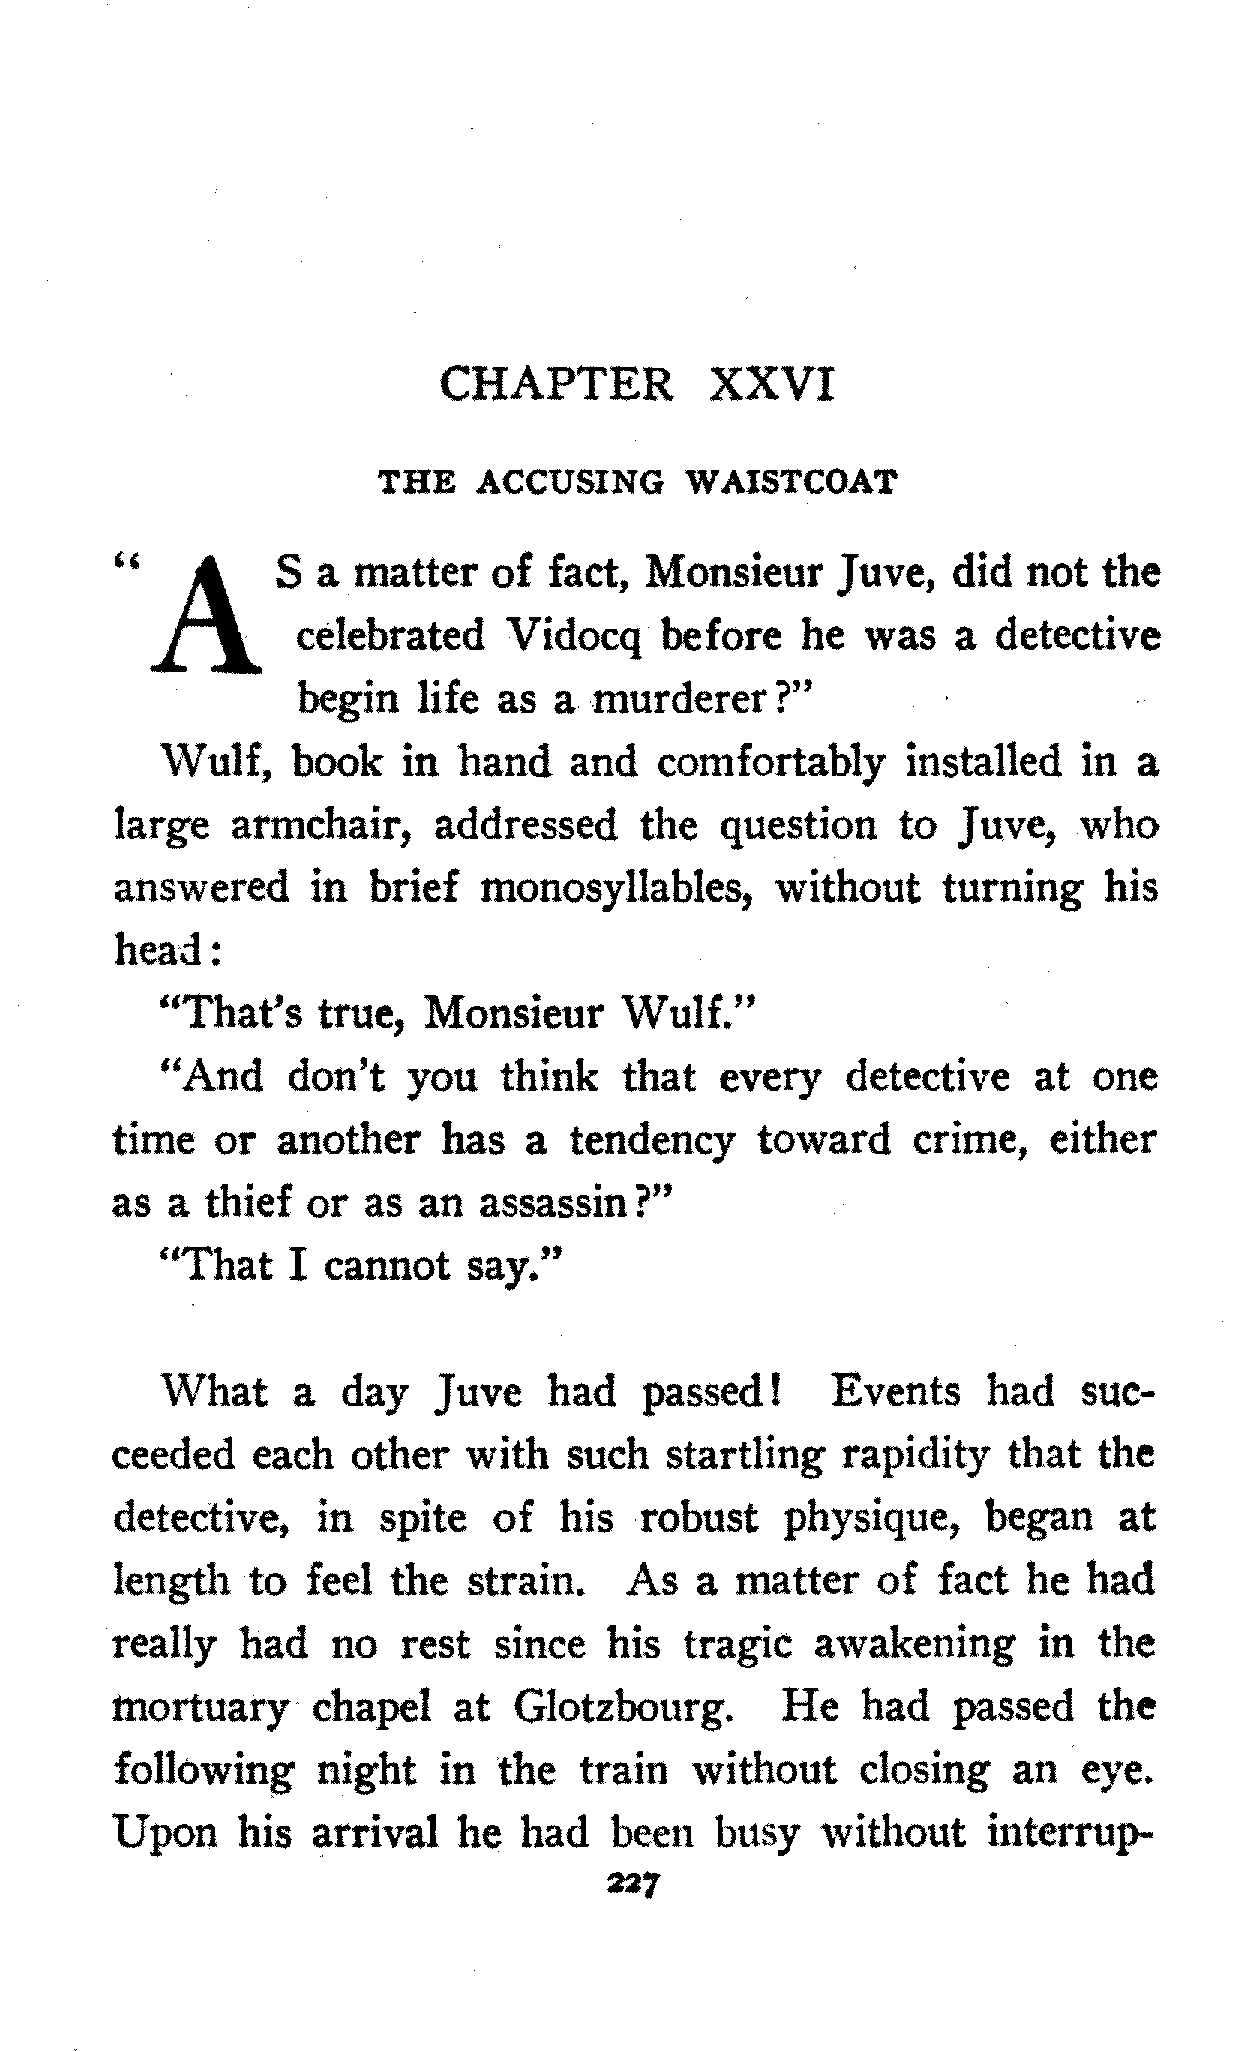 CHAPTER XXVI
THE ACCUSING WAISTCOAT
"AS a matter of fact, Monsieur Juve, did not the
celebrated Vidocq before he was a detective
begin life as a murderer?"
Wulf, book in hand and comfortably installed in a
large armchair, addressed the question to Juve, who
answered in brief monosyllables, without turning his
head:
"That's true, Monsieur Wulf."
"And don't you think that every detective at one
time or another has a tendency toward crime, either
as a thief or as an assassin?"
"That I cannot say."
What a day Juve had passed! Events had suc-
ceeded each other with such startling rapidity that the
detective, in spite of his robust physique, began at
length to feel the strain. As a matter of fact he had
really had no rest since his tragic awakening in the
mortuary chapel at Glotzbourg. He had passed the
following night in the train without closing an eye.
Upon his arrival he had been busy without interrup-
227